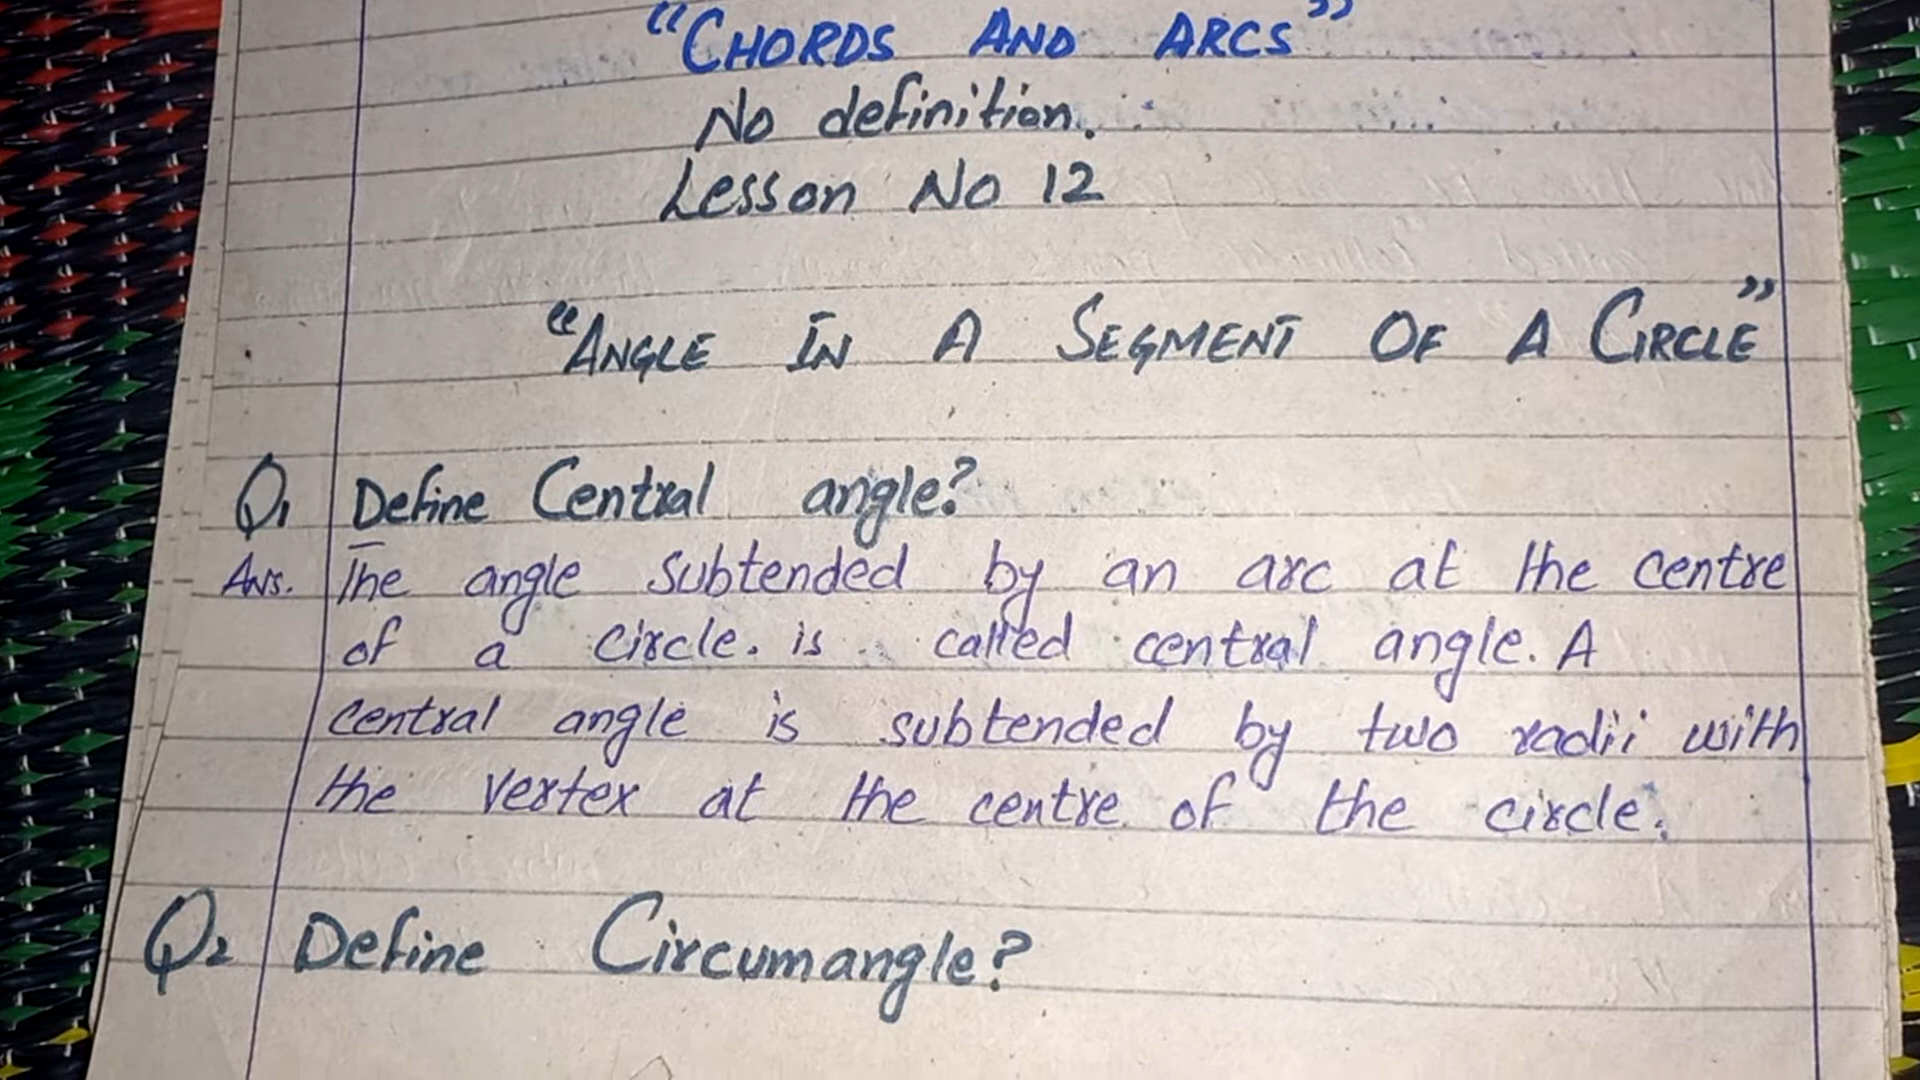 "CHORDS AND ARCS"
No definition.
Lesson No 12
"ANGLE IN A SEGMENT OF A CIRCLE"
Q1 Define Central angle?
Ans. The angle subtended by an arc at the centre
of a circle. is called central angle. A
central angle is subtended by two radii with
the vertex at the centre of the circle.
Q2 Define Circumangle?